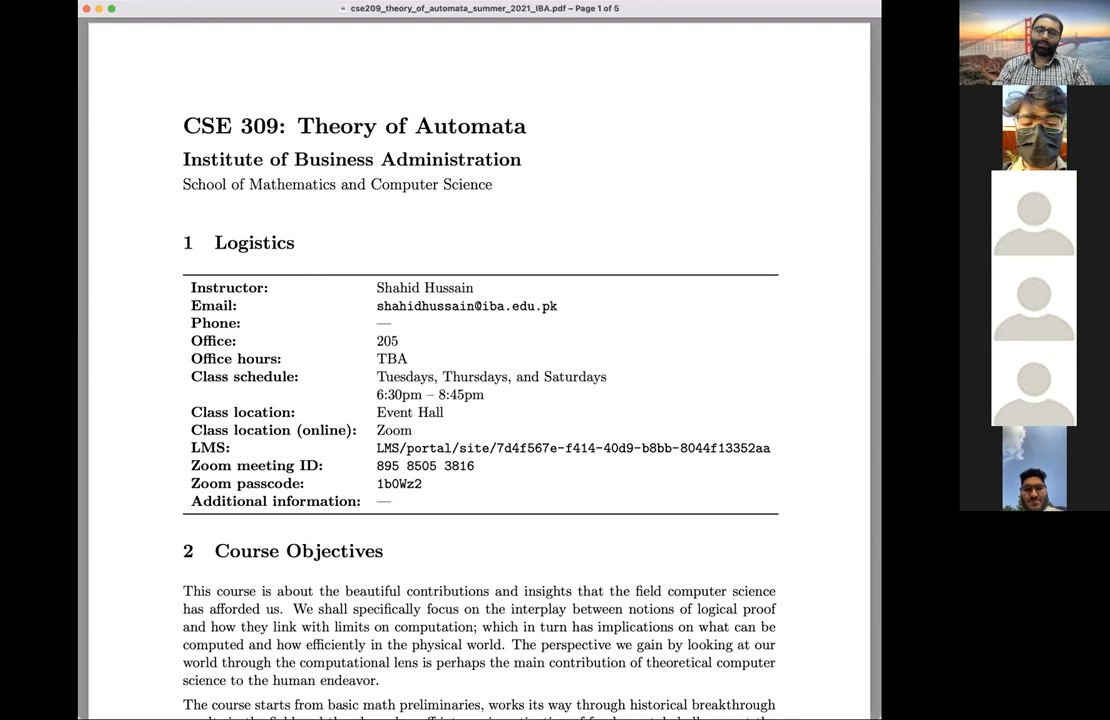 cse209_theory_of_automata_summer_2021_IBA.pdf – Page 1 of 5
CSE 309: Theory of Automata
Institute of Business Administration
School of Mathematics and Computer Science
1 Logistics
Instructor: Shahid Hussain
Email: shahidhussain@iba.edu.pk
Phone: —
Office: 205
Office hours: TBA
Class schedule: Tuesdays, Thursdays, and Saturdays
6:30pm – 8:45pm
Class location: Event Hall
Class location (online): Zoom
LMS: LMS/portal/site/7d4f567e-f414-40d9-b8bb-8044f13352aa
Zoom meeting ID: 895 8505 3816
Zoom passcode: 1b0Wz2
Additional information: —
2 Course Objectives
This course is about the beautiful contributions and insights that the field computer science
has afforded us. We shall specifically focus on the interplay between notions of logical proof
and how they link with limits on computation; which in turn has implications on what can be
computed and how efficiently in the physical world. The perspective we gain by looking at our
world through the computational lens is perhaps the main contribution of theoretical computer
science to the human endeavor.
The course starts from basic math preliminaries, works its way through historical breakthrough